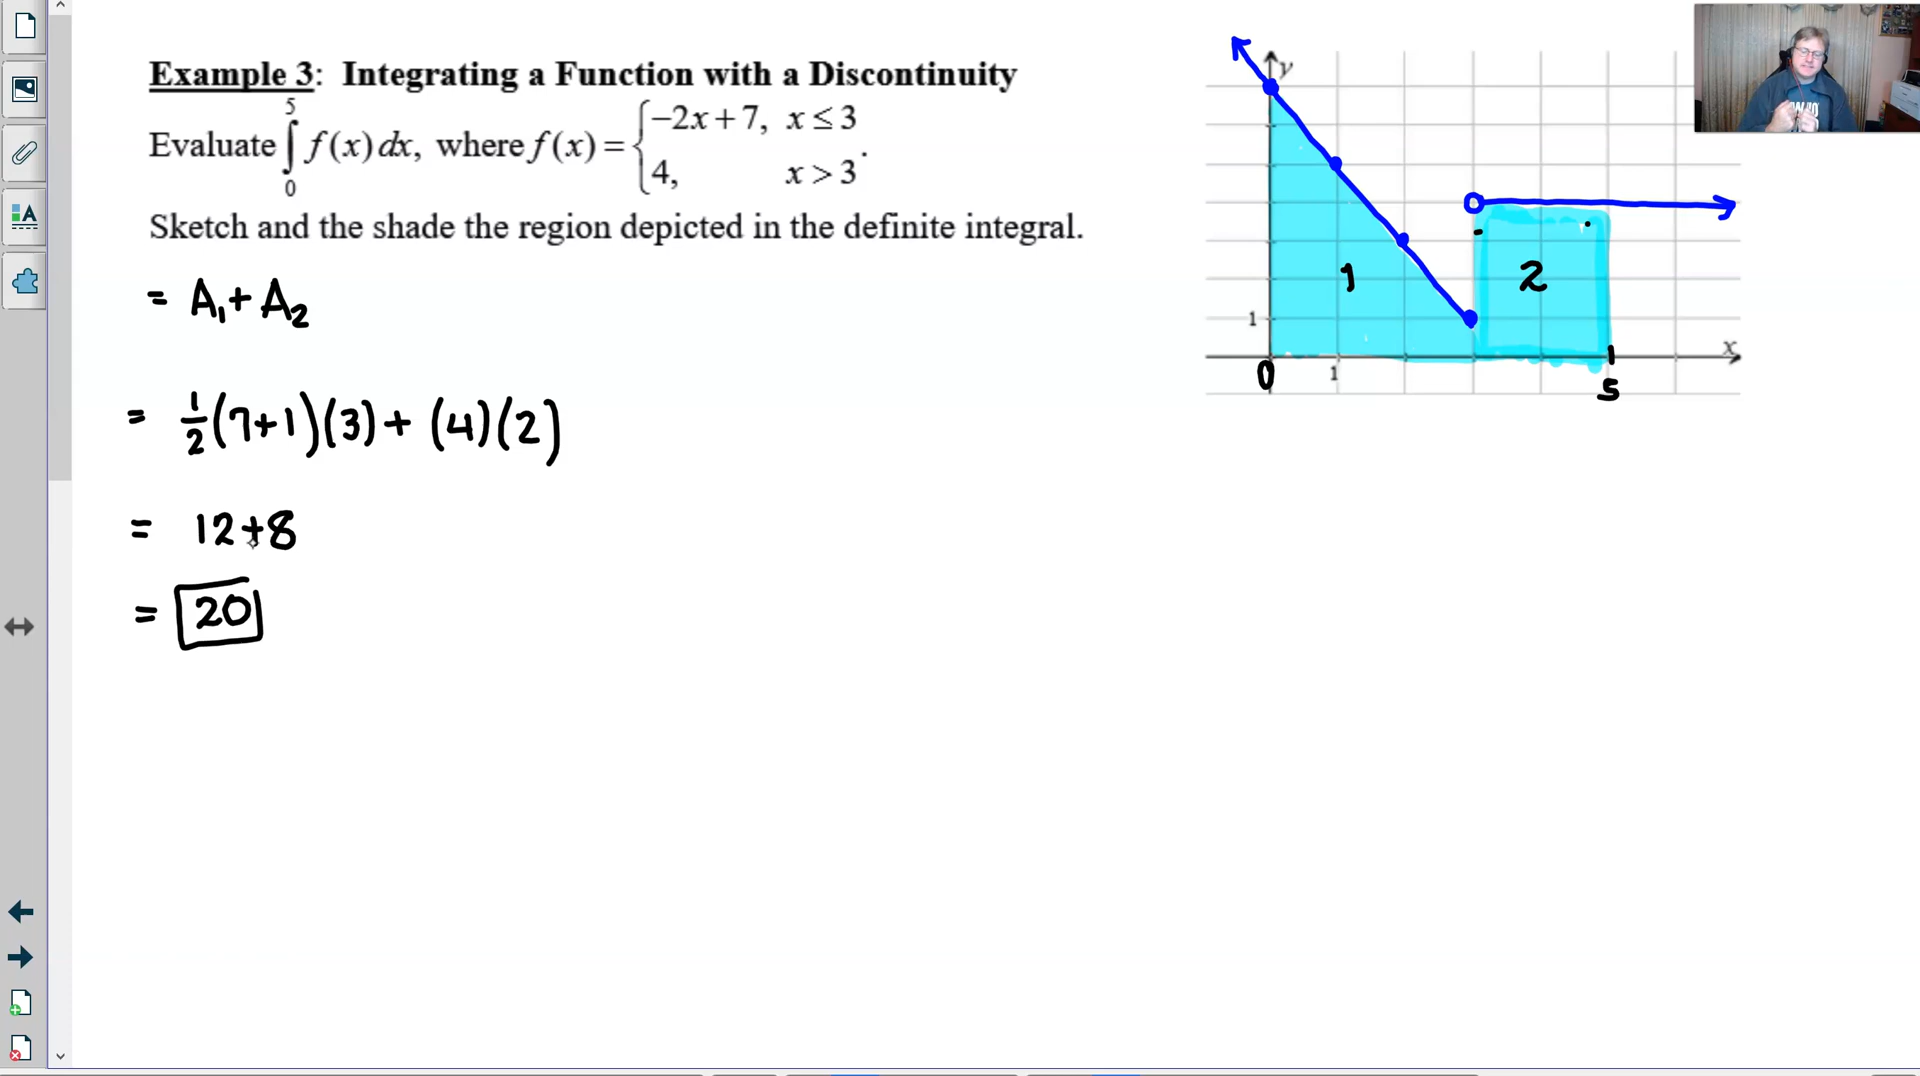 Example 3: Integrating a Function with a Discontinuity
Evaluate ∫₀⁵ f(x) dx, where f(x) = { −2x + 7, x ≤ 3
4, x > 3 .
Sketch and the shade the region depicted in the definite integral.
= A₁ + A₂
= 1/2 (7+1)(3) + (4)(2)
= 12+8
= 20
y
1
2
1
x
0
1
5
A